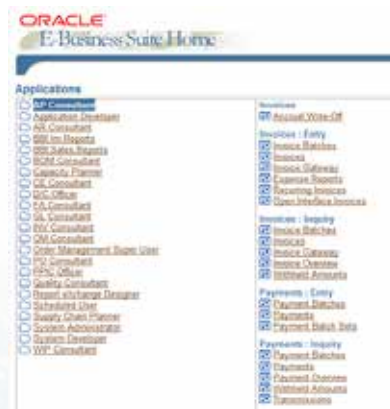 ORACLE
E-Business Suite Home
Applications
AP Consultant
Application Developer
AR Consultant
BBI Inv Reports
BBI Sales Reports
BOM Consultant
Capacity Planner
CE Consultant
D/C Officer
FA Consultant
GL Consultant
INV Consultant
OM Consultant
Order Management Super User
PO Consultant
PPIC Officer
Quality Consultant
Report eXchange Designer
Scheduled User
Supply Chain Planner
System Administrator
System Developer
WIP Consultant
Invoices
Accrual Write-Off
Invoices : Entry
Invoice Batches
Invoices
Invoice Gateway
Expense Reports
Recurring Invoices
Open Interface Invoices
Invoices : Inquiry
Invoice Batches
Invoices
Invoice Gateway
Invoice Overview
Withheld Amounts
Payments : Entry
Payment Batches
Payments
Payment Batch Sets
Payments : Inquiry
Payment Batches
Payments
Payment Overview
Withheld Amounts
Transmissions